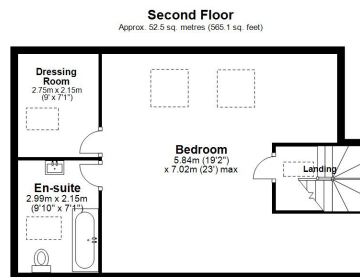 Second Floor
Approx. 52.5 sq. metres (565.1 sq. feet)
Dressing
Room
2.75m x 2.15m
(9' x 7'1")
Bedroom
5.84m (19'2")
x 7.02m (23') max
Landing
En-suite
2.99m x 2.15m
(9'10" x 7'1")